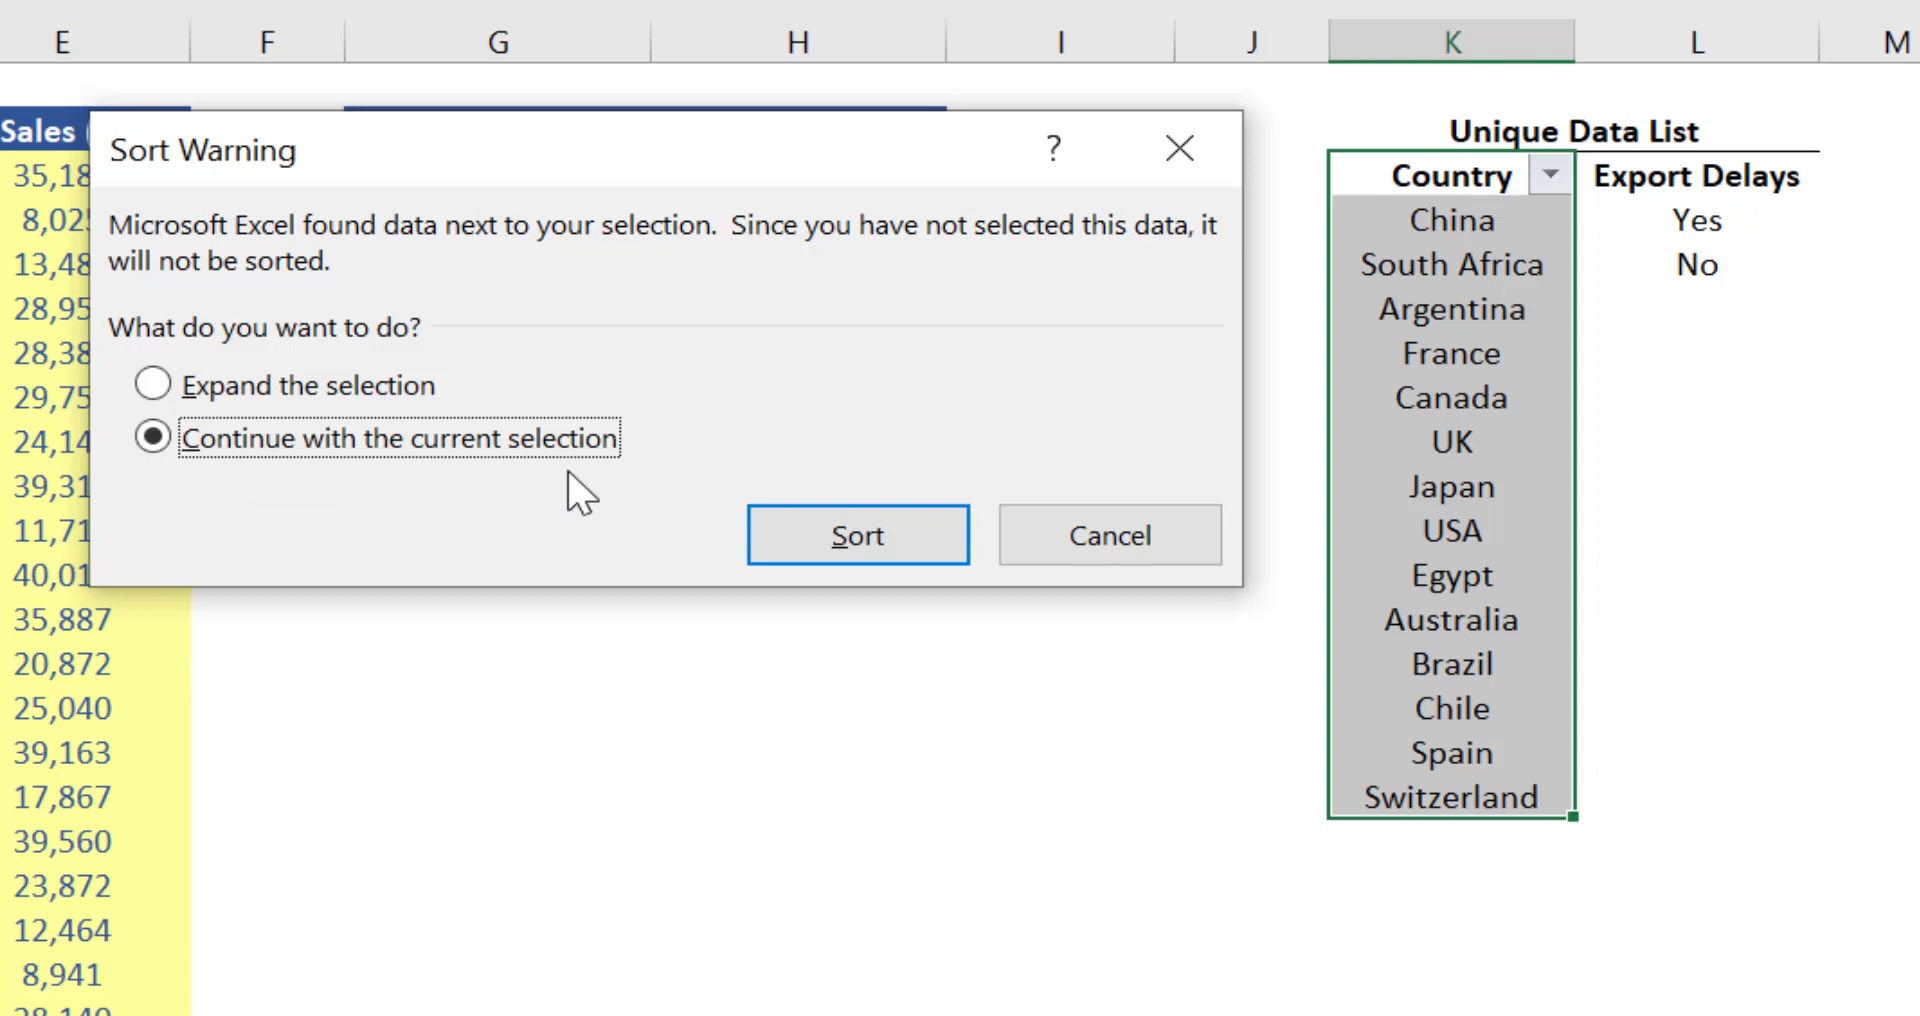 E F G H I J K L M
Sales
Unique Data List
Country Export Delays
Sort Warning
?
Microsoft Excel found data next to your selection.  Since you have not selected this data, it
will not be sorted.
What do you want to do?
Expand the selection
Continue with the current selection
Sort Cancel
35,887
20,872
25,040
39,163
17,867
39,560
23,872
12,464
8,941
China Yes
South Africa No
Argentina
France
Canada
UK
Japan
USA
Egypt
Australia
Brazil
Chile
Spain
Switzerland